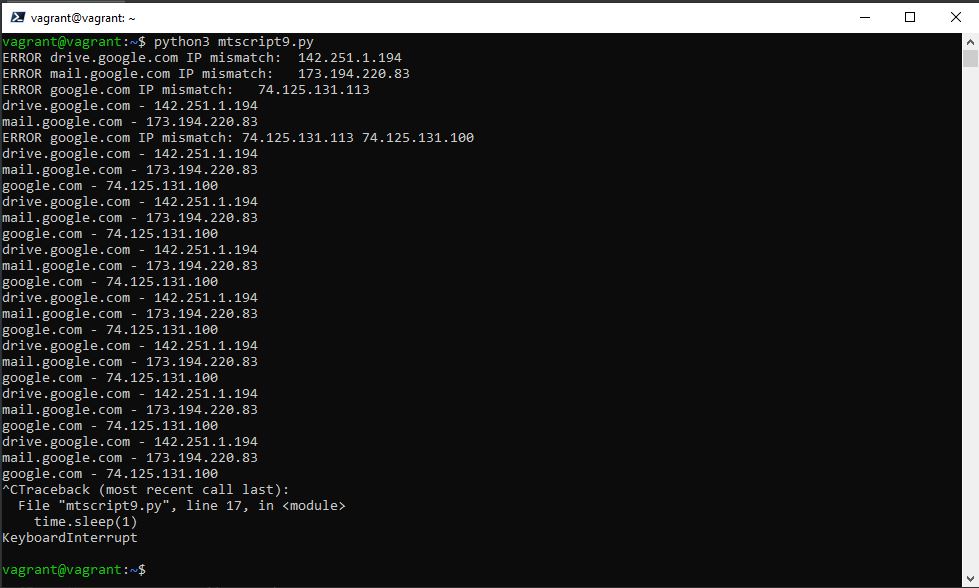 vagrant@vagrant: ~
vagrant@vagrant:~$ python3 mtscript9.py
ERROR drive.google.com IP mismatch:  142.251.1.194
ERROR mail.google.com IP mismatch:   173.194.220.83
ERROR google.com IP mismatch:   74.125.131.113
drive.google.com - 142.251.1.194
mail.google.com - 173.194.220.83
ERROR google.com IP mismatch: 74.125.131.113 74.125.131.100
drive.google.com - 142.251.1.194
mail.google.com - 173.194.220.83
google.com - 74.125.131.100
drive.google.com - 142.251.1.194
mail.google.com - 173.194.220.83
google.com - 74.125.131.100
drive.google.com - 142.251.1.194
mail.google.com - 173.194.220.83
google.com - 74.125.131.100
drive.google.com - 142.251.1.194
mail.google.com - 173.194.220.83
google.com - 74.125.131.100
drive.google.com - 142.251.1.194
mail.google.com - 173.194.220.83
google.com - 74.125.131.100
drive.google.com - 142.251.1.194
mail.google.com - 173.194.220.83
google.com - 74.125.131.100
drive.google.com - 142.251.1.194
mail.google.com - 173.194.220.83
google.com - 74.125.131.100
^CTraceback (most recent call last):
  File "mtscript9.py", line 17, in <module>
    time.sleep(1)
KeyboardInterrupt
vagrant@vagrant:~$